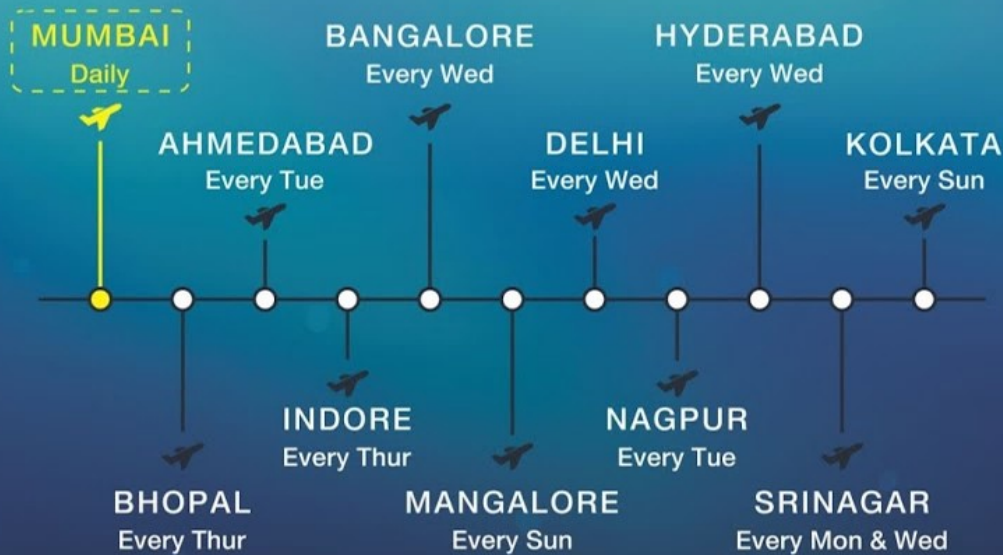 MUMBAI
Daily
BANGALORE
Every Wed
HYDERABAD
Every Wed
AHMEDABAD
Every Tue
DELHI
Every Wed
KOLKATA
Every Sun
INDORE
Every Thur
NAGPUR
Every Tue
BHOPAL
Every Thur
MANGALORE
Every Sun
SRINAGAR
Every Mon & Wed